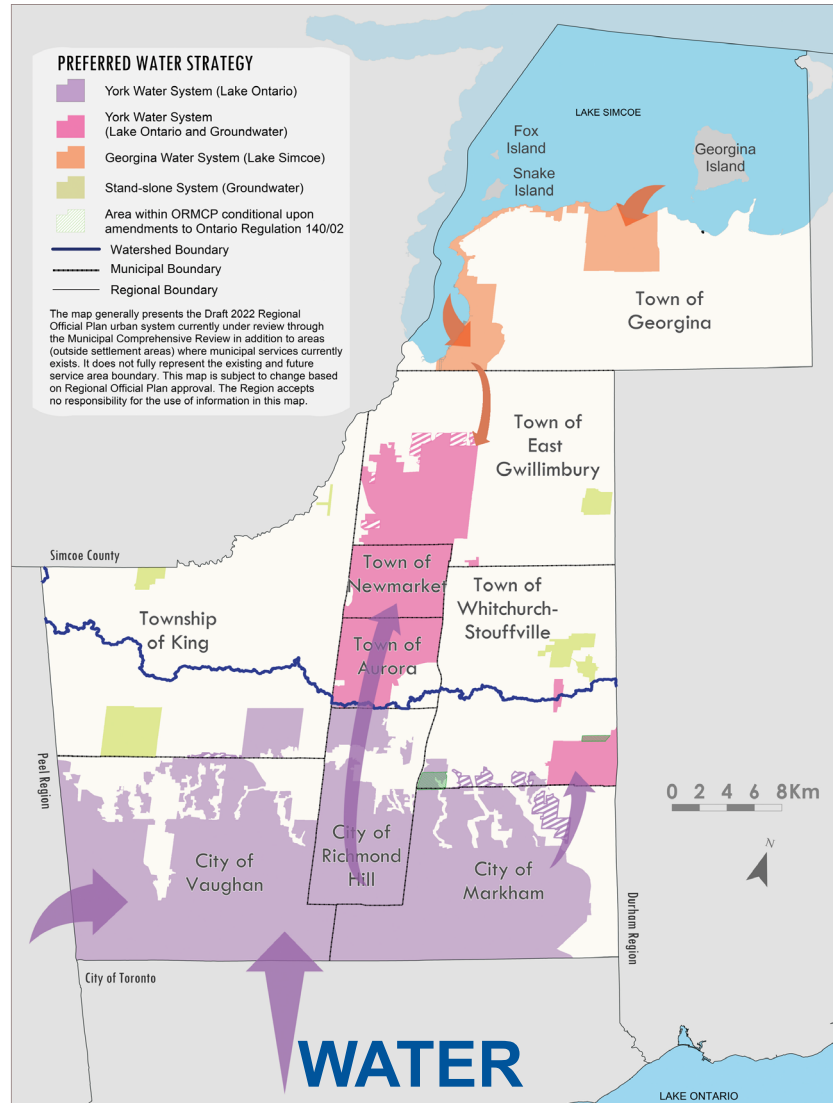 PREFERRED WATER STRATEGY
York Water System (Lake Ontario)
York Water System
(Lake Ontario and Groundwater)
Georgina Water System (Lake Simcoe)
Stand-slone System (Groundwater)
Area within ORMCP conditional upon
amendments to Ontario Regulation 140/02
Watershed Boundary
Municipal Boundary
Regional Boundary
The map generally presents the Draft 2022 Regional
Official Plan urban system currently under review through
the Municipal Comprehensive Review in addition to areas
(outside settlement areas) where municipal services currently
exists. It does not fully represent the existing and future
service area boundary. This map is subject to change based
on Regional Official Plan approval. The Region accepts
no responsibility for the use of information in this map.
LAKE SIMCOE
Fox
Island
Snake
Island
Georgina
Island
Town of
Georgina
Town of
East
Gwillimbury
Simcoe County
Town of
Newmarket
Town of
Whitchurch-
Stouffville
Township
of King
Town of
Aurora
Peel Region
0 2 4 6 8Km
N
City of
Richmond
Hill
City of
Vaughan
City of
Markham
Durham Region
City of Toronto
WATER
LAKE ONTARIO